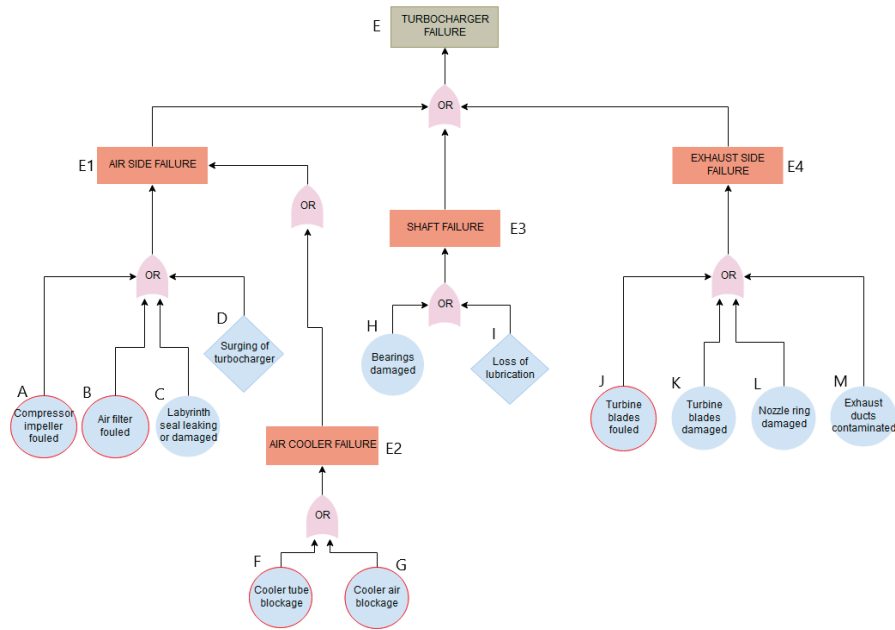 E
TURBOCHARGER
FAILURE
OR
E1
AIR SIDE FAILURE
EXHAUST SIDE
FAILURE
E4
OR
SHAFT FAILURE
E3
OR
OR
OR
D
Surging of
turbocharger
H
Bearings
damaged
I
Loss of
lubrication
A
Compressor
impeller
fouled
B
Air filter
fouled
C
Labyrinth
seal leaking
or damaged
J
Turbine
blades
fouled
K
Turbine
blades
damaged
L
Nozzle ring
damaged
M
Exhaust
ducts
contaminated
AIR COOLER FAILURE
E2
OR
F
Cooler tube
blockage
G
Cooler air
blockage